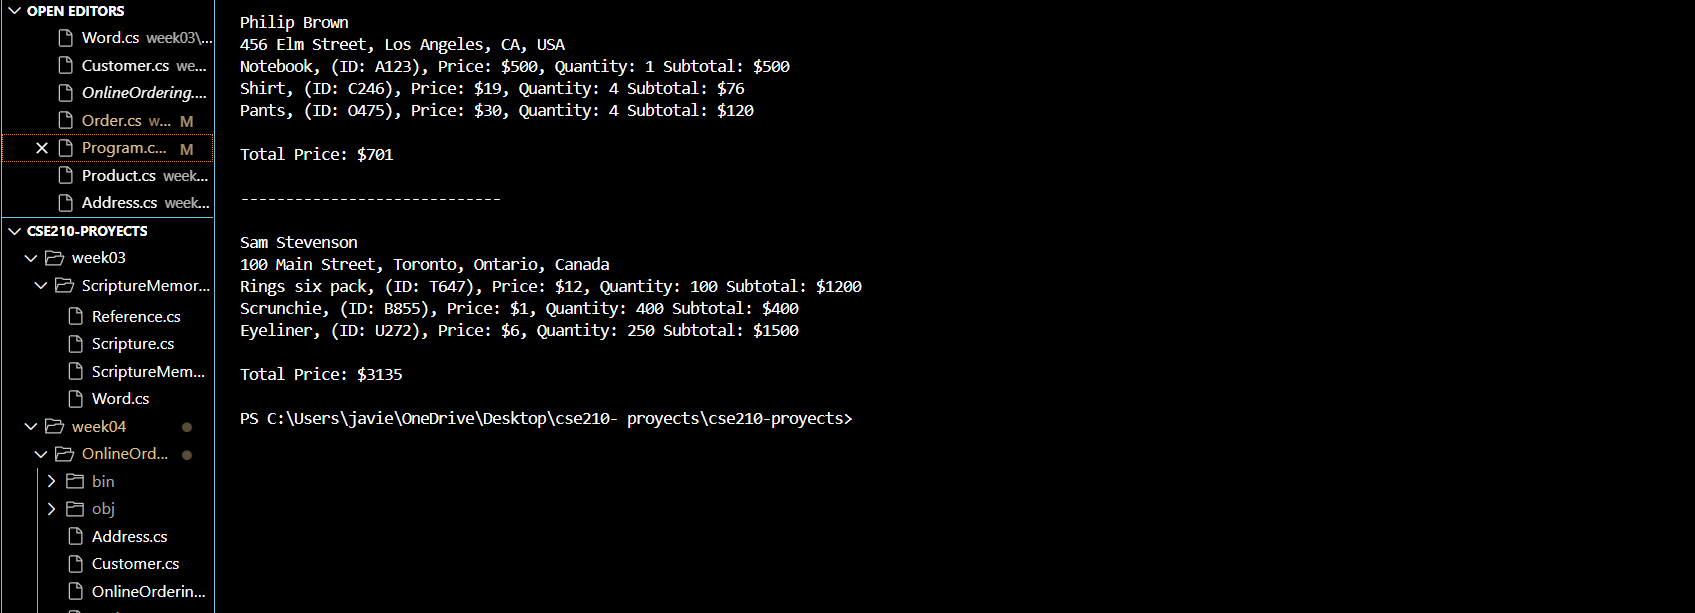 OPEN EDITORS
Word.cs week03\...
Customer.cs we...
OnlineOrdering....
Order.cs w... M
Program.c... M
Product.cs week...
Address.cs week...
CSE210-PROYECTS
week03
ScriptureMemor...
Reference.cs
Scripture.cs
ScriptureMem...
Word.cs
week04
OnlineOrd...
bin
obj
Address.cs
Customer.cs
OnlineOrderin...
Philip Brown
456 Elm Street, Los Angeles, CA, USA
Notebook, (ID: A123), Price: $500, Quantity: 1 Subtotal: $500
Shirt, (ID: C246), Price: $19, Quantity: 4 Subtotal: $76
Pants, (ID: O475), Price: $30, Quantity: 4 Subtotal: $120
Total Price: $701
-----------------------------
Sam Stevenson
100 Main Street, Toronto, Ontario, Canada
Rings six pack, (ID: T647), Price: $12, Quantity: 100 Subtotal: $1200
Scrunchie, (ID: B855), Price: $1, Quantity: 400 Subtotal: $400
Eyeliner, (ID: U272), Price: $6, Quantity: 250 Subtotal: $1500
Total Price: $3135
PS C:\Users\javie\OneDrive\Desktop\cse210- proyects\cse210-proyects>